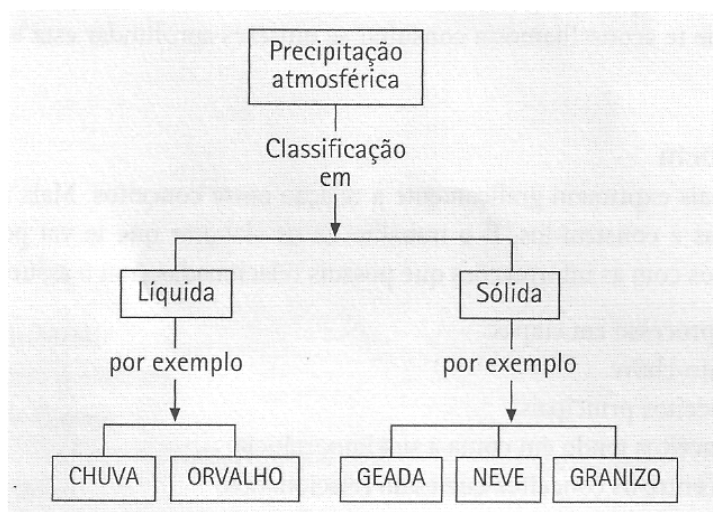 Precipitação
atmosférica
Classificação
em
Líquida
Sólida
por exemplo
por exemplo
CHUVA
ORVALHO
GEADA
NEVE
GRANIZO